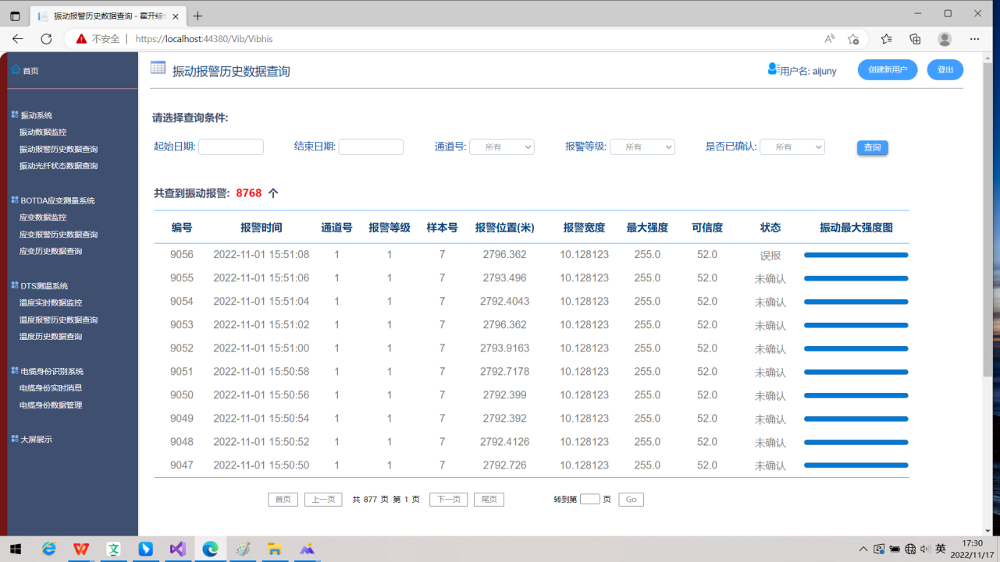 振动报警历史数据查询 - 霍开综
不安全 | https://localhost:44380/Vib/Vibhis
首页
振动报警历史数据查询
用户名: aijuny
创建新用户
登出
振动系统
振动数据监控
振动报警历史数据查询
振动光纤状态数据查询
BOTDA应变测量系统
应变数据监控
应变报警历史数据查询
应变历史数据查询
DTS测温系统
温度实时数据监控
温度报警历史数据查询
温度历史数据查询
电缆身份识别系统
电缆身份实时消息
电缆身份数据管理
大屏展示
请选择查询条件:
起始日期: 结束日期: 通道号: 所有 报警等级: 所有 是否已确认: 所有 查询
共查到振动报警: 8768 个
编号 报警时间 通道号 报警等级 样本号 报警位置(米) 报警宽度 最大强度 可信度 状态 振动最大强度图
9056 2022-11-01 15:51:08 1 1 7 2796.362 10.128123 255.0 52.0 误报
9055 2022-11-01 15:51:06 1 1 7 2793.496 10.128123 255.0 52.0 未确认
9054 2022-11-01 15:51:04 1 1 7 2792.4043 10.128123 255.0 52.0 未确认
9053 2022-11-01 15:51:02 1 1 7 2796.362 10.128123 255.0 52.0 未确认
9052 2022-11-01 15:51:00 1 1 7 2793.9163 10.128123 255.0 52.0 未确认
9051 2022-11-01 15:50:58 1 1 7 2792.7178 10.128123 255.0 52.0 未确认
9050 2022-11-01 15:50:56 1 1 7 2792.399 10.128123 255.0 52.0 未确认
9049 2022-11-01 15:50:54 1 1 7 2792.392 10.128123 255.0 52.0 未确认
9048 2022-11-01 15:50:52 1 1 7 2792.4126 10.128123 255.0 52.0 未确认
9047 2022-11-01 15:50:50 1 1 7 2792.726 10.128123 255.0 52.0 未确认
首页 上一页 共 877 页 第 1 页 下一页 尾页 转到第 页 Go
英
17:30
2022/11/17